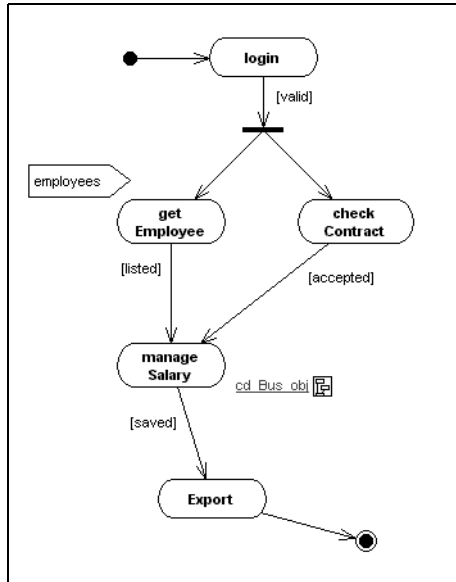 login
[valid]
employees
get
Employee
check
Contract
[listed]
[accepted]
manage
Salary
cd_Bus_obj
[saved]
Export